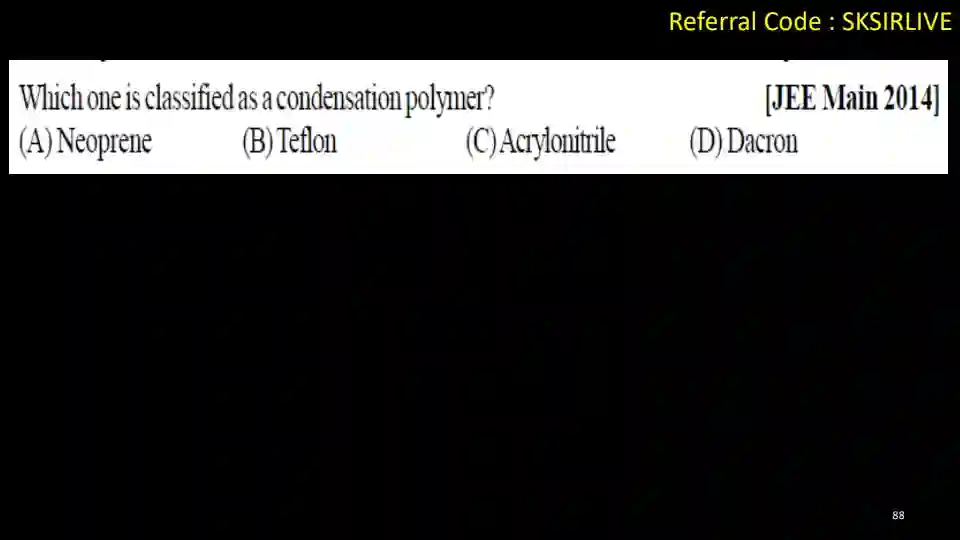 Referral Code : SKSIRLIVE
Which one is classified as a condensation polymer? [JEE Main 2014]
(A) Neoprene (B) Teflon (C) Acrylonitrile (D) Dacron
88